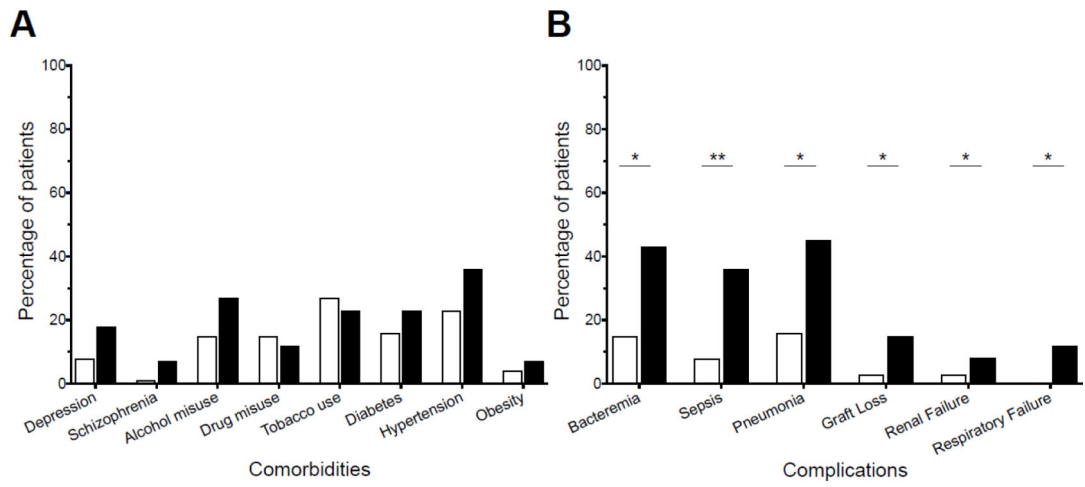 A
Percentage of patients
100
80
60
40
20
0
Depression
Schizophrenia
Alcohol misuse
Drug misuse
Tobacco use
Diabetes
Hypertension
Obesity
Comorbidities
B
Percentage of patients
100
80
60
40
20
0
*
**
*
*
*
*
Bacteremia
Sepsis
Pneumonia
Graft Loss
Renal Failure
Respiratory Failure
Complications